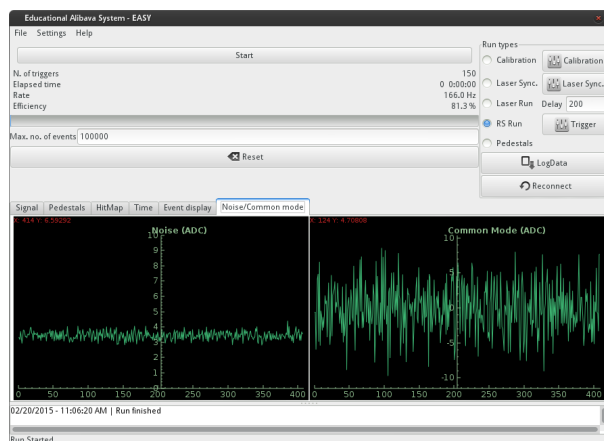 Educational Alibava System - EASY
File Settings Help
Start
N. of triggers 150
Elapsed time 0 0:00:00
Rate 166.0 Hz
Efficiency 81.3 %
Max. no. of events 100000
Reset
Run types
Calibration Calibration
Laser Sync. Laser Sync.
Laser Run Delay 200
RS Run Trigger
Pedestals
LogData
Reconnect
Signal Pedestals HitMap Time Event display Noise/Common mode
X: 414 Y: 6.59292
Noise (ADC)
10
9
8
7
6
5
4
3
2
1
0
0 50 100 150 200 250 300 350 400
X: 124 Y: 4.70808
Common Mode (ADC)
10
5
-5
-10
0 50 100 150 200 250 300 350 400
02/20/2015 - 11:06:20 AM | Run finished
Run Started